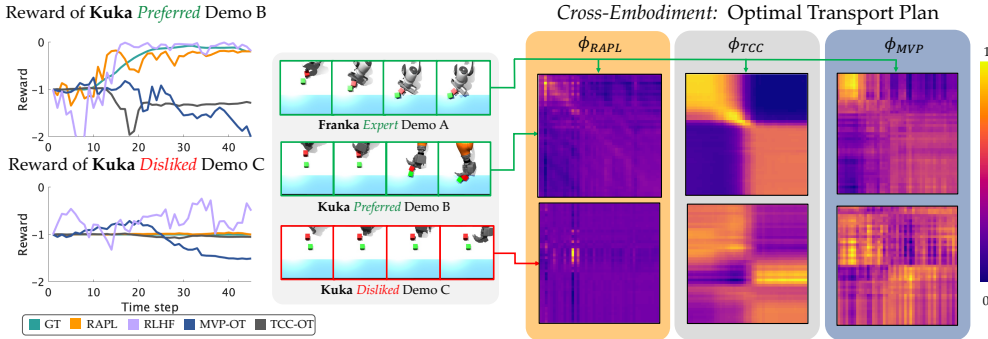 Reward of Kuka Preferred Demo B
0
-1
-2
Reward
0 10 20 30 40
Reward of Kuka Disliked Demo C
0
-1
-2
Reward
0 10 20 30 40
Time step
GT RAPL RLHF MVP-OT TCC-OT
Franka Expert Demo A
Kuka Preferred Demo B
Kuka Disliked Demo C
Cross-Embodiment: Optimal Transport Plan
ϕRAPL
ϕTCC
ϕMVP
1
0